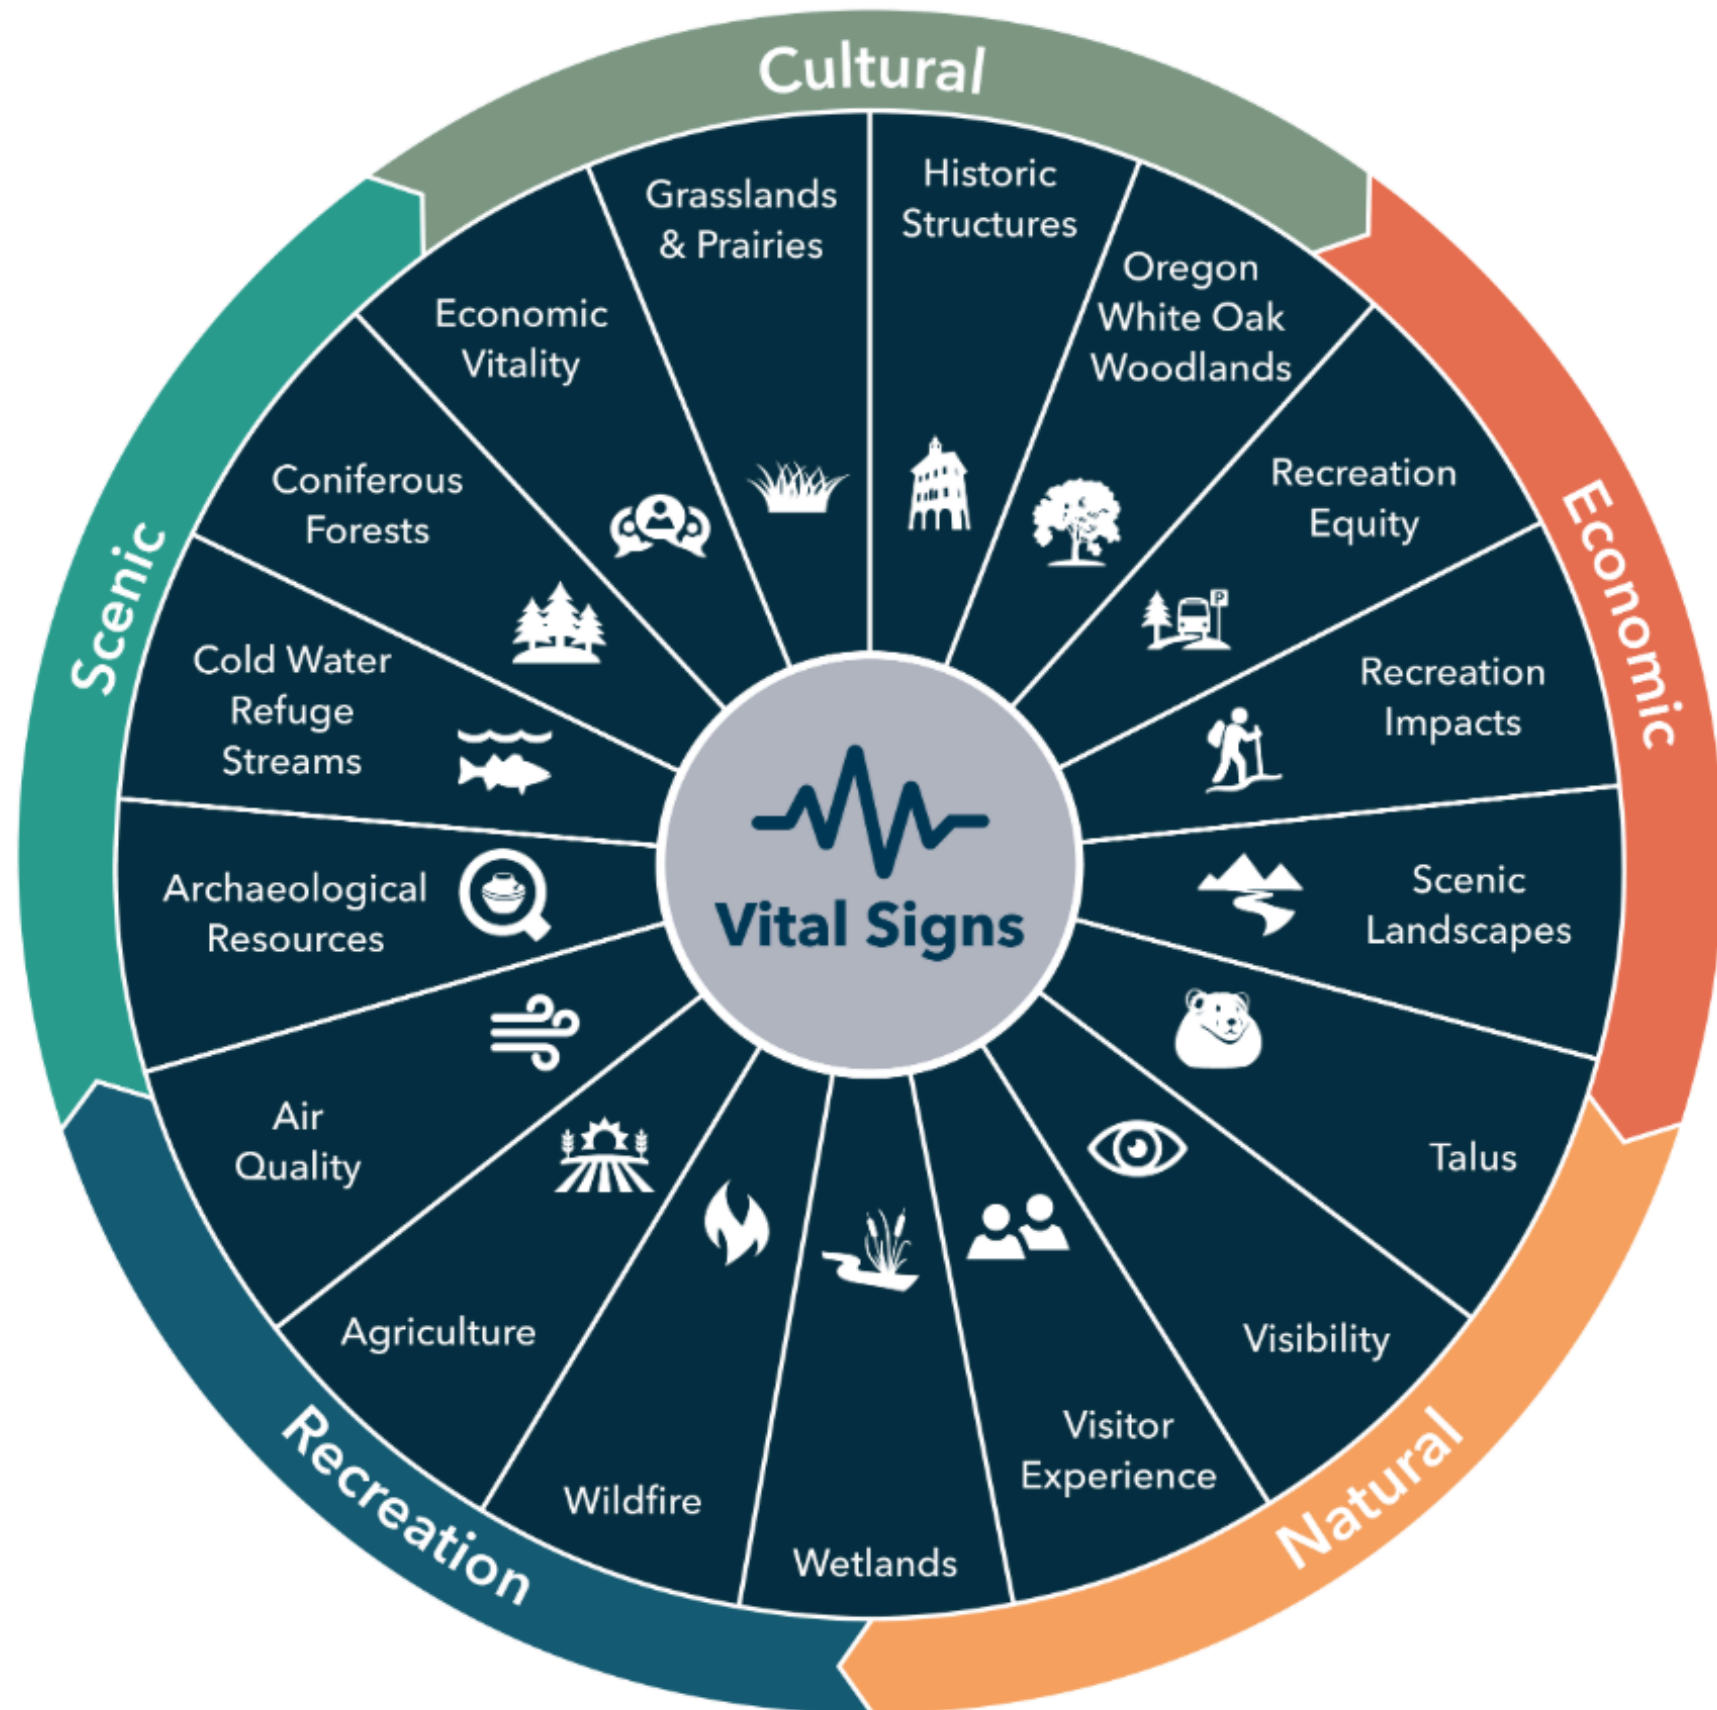 Cultural
Economic
Natural
Recreation
Scenic
Historic
Structures
Oregon
White Oak
Woodlands
Recreation
Equity
Recreation
Impacts
Scenic
Landscapes
Talus
Visibility
Visitor
Experience
Wetlands
Wildfire
Agriculture
Air
Quality
Archaeological
Resources
Cold Water
Refuge
Streams
Coniferous
Forests
Economic
Vitality
Grasslands
& Prairies
P
Vital Signs